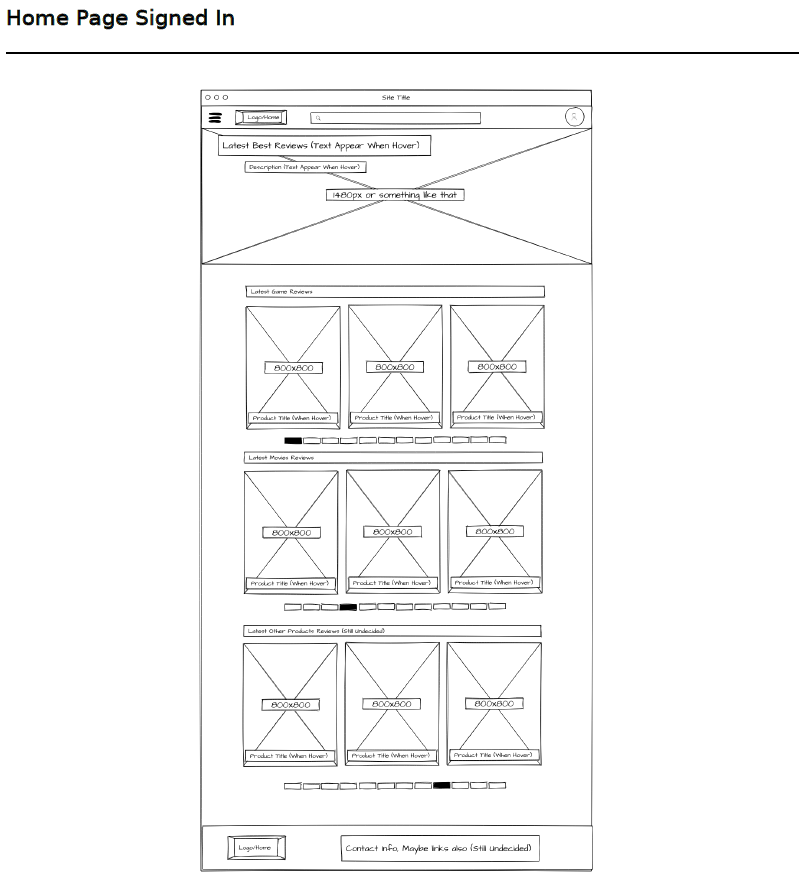 Home Page Signed In
Site Title
Logo/Home
Latest Best Reviews (Text Appear When Hover)
Description (Text Appear When Hover)
1480px or something like that
Latest Game Reviews
800x800 800x800 800x800
Product Title (When Hover) Product Title (When Hover) Product Title (When Hover)
Latest Movies Reviews
800x800 800x800 800x800
Product Title (When Hover) Product Title (When Hover) Product Title (When Hover)
Latest Other Products Reviews (Still Undecided)
800x800 800x800 800x800
Product Title (When Hover) Product Title (When Hover) Product Title (When Hover)
Logo/Home
Contact info, Maybe links also (Still Undecided)